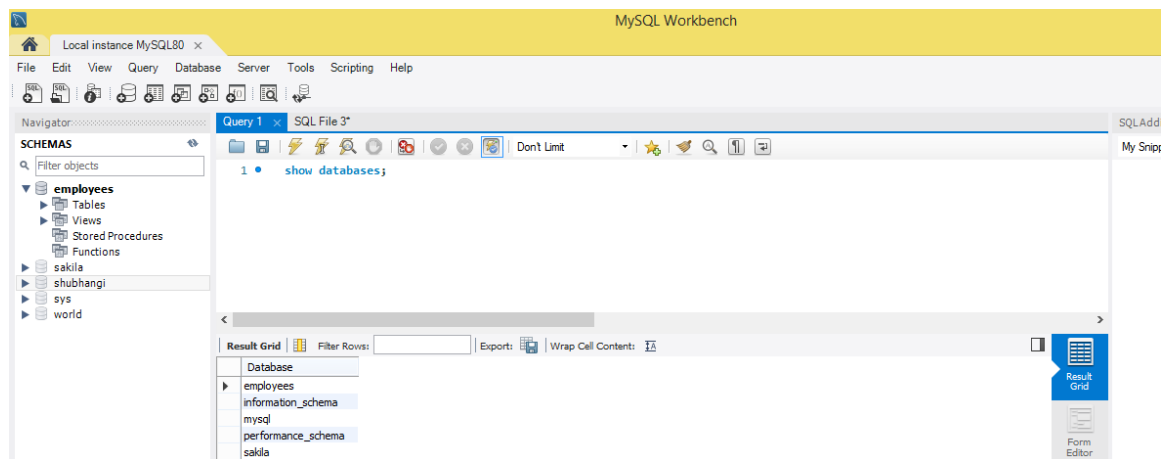 MySQL Workbench
Local instance MySQL80 ×
File Edit View Query Database Server Tools Scripting Help
Navigator
SCHEMAS
Filter objects
employees
Tables
Views
Stored Procedures
Functions
sakila
shubhangi
sys
world
Query 1 × SQL File 3*
Don't Limit
1 show databases;
Result Grid Filter Rows: Export: Wrap Cell Content:
Database
employees
information_schema
mysql
performance_schema
sakila
Result
Grid
Form
Editor
SQLAdd
My Snipp